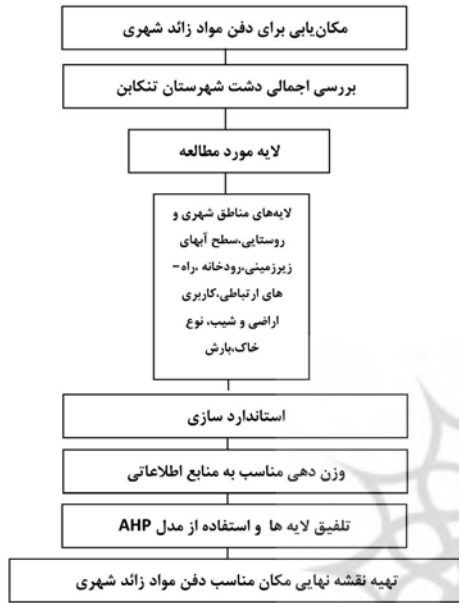 مکان‌یابی برای دفن مواد زائد شهری
بررسی اجمالی دشت شهرستان تنکابن
لایه مورد مطالعه
لایه‌های مناطق شهری و
روستایی،سطح آبهای
زیرزمینی،رودخانه ،راه-
های ارتباطی،کاربری
اراضی و شیب، نوع
خاک،بارش
استاندارد سازی
وزن دهی مناسب به منابع اطلاعاتی
تلفیق لایه ها و استفاده از مدل AHP
تهیه نقشه نهایی مکان مناسب دفن مواد زائد شهری